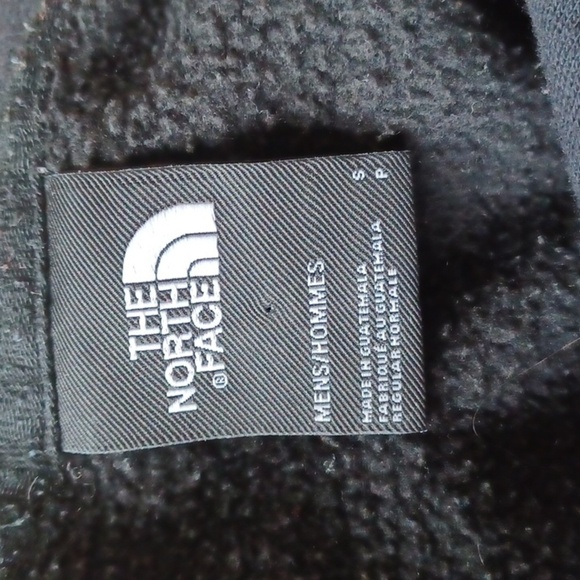 THE
NORTH
FACE®
MENS/HOMMES
S
P
MADE IN GUATEMALA
FABRIQUÉ AU GUATEMALA
REGULAR/NORMALE